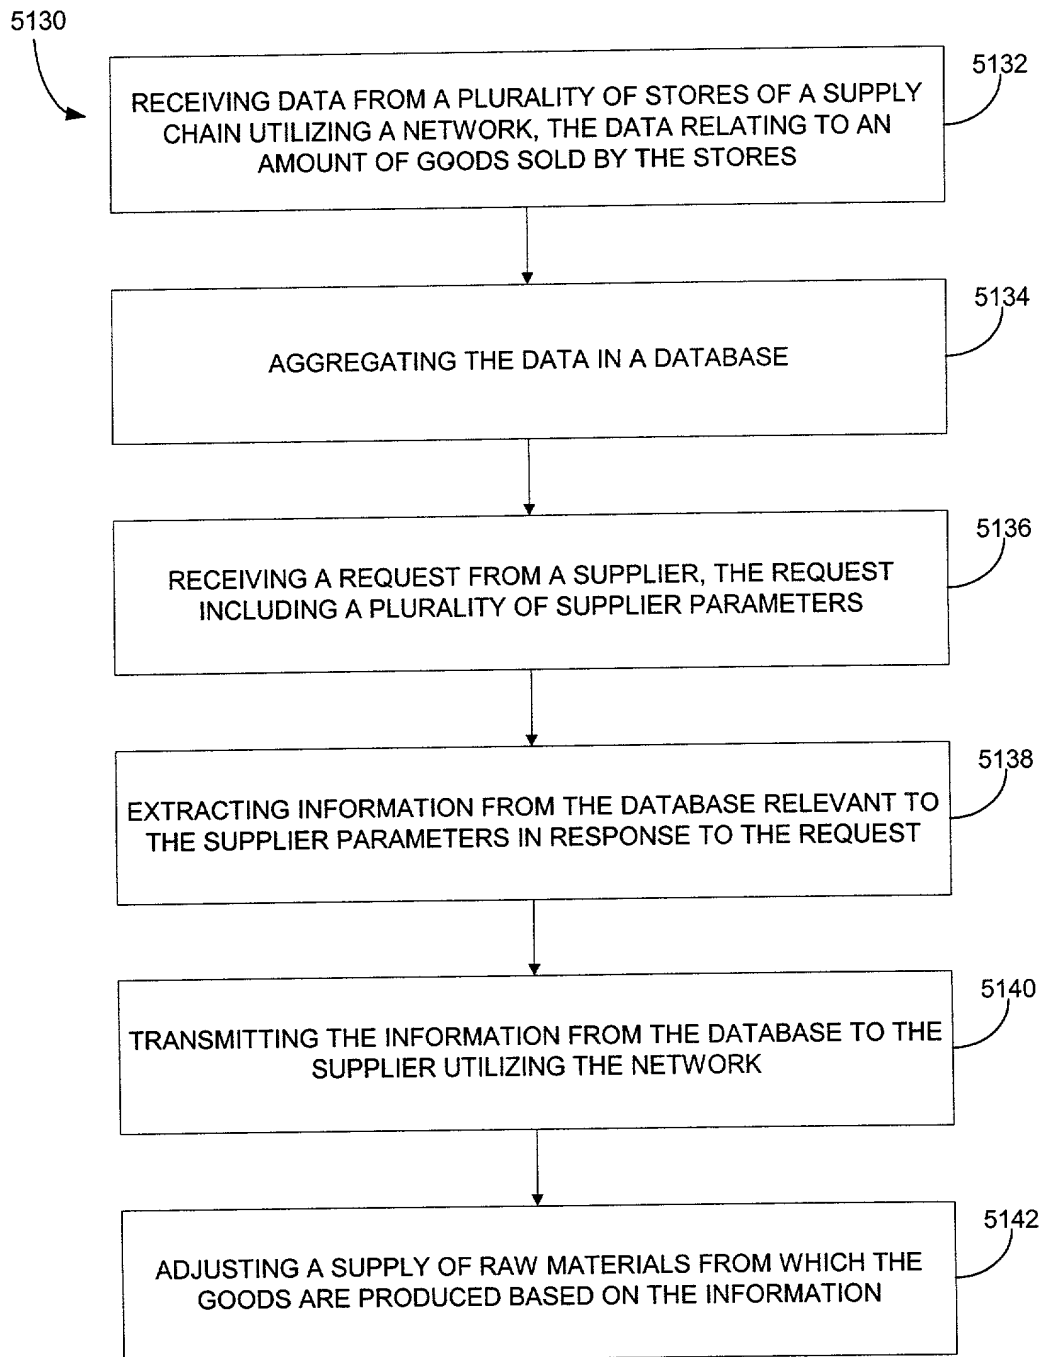 5130
5132
RECEIVING DATA FROM A PLURALITY OF STORES OF A SUPPLY
CHAIN UTILIZING A NETWORK, THE DATA RELATING TO AN
AMOUNT OF GOODS SOLD BY THE STORES
5134
AGGREGATING THE DATA IN A DATABASE
5136
RECEIVING A REQUEST FROM A SUPPLIER, THE REQUEST
INCLUDING A PLURALITY OF SUPPLIER PARAMETERS
5138
EXTRACTING INFORMATION FROM THE DATABASE RELEVANT TO
THE SUPPLIER PARAMETERS IN RESPONSE TO THE REQUEST
5140
TRANSMITTING THE INFORMATION FROM THE DATABASE TO THE
SUPPLIER UTILIZING THE NETWORK
5142
ADJUSTING A SUPPLY OF RAW MATERIALS FROM WHICH THE
GOODS ARE PRODUCED BASED ON THE INFORMATION